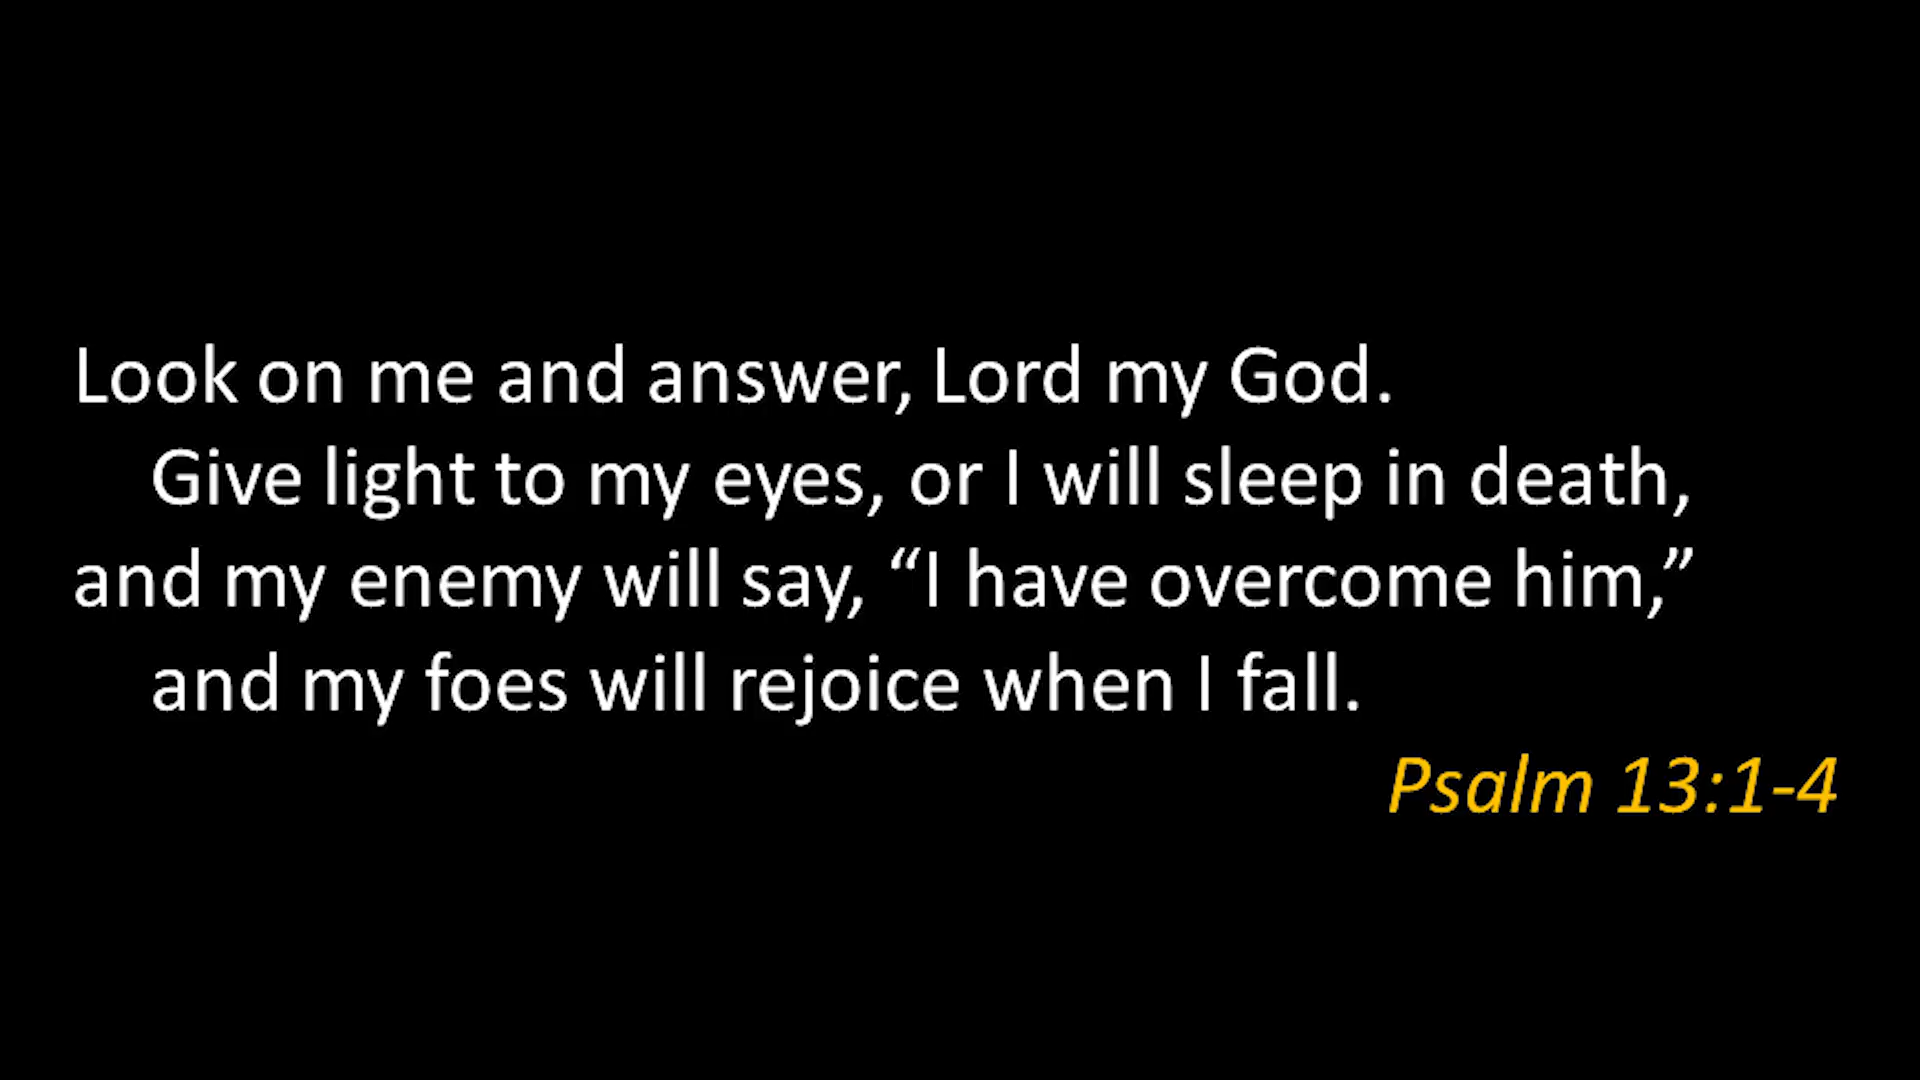 Look on me and answer, Lord my God.
Give light to my eyes, or I will sleep in death,
and my enemy will say, “I have overcome him,”
and my foes will rejoice when I fall.
Psalm 13:1-4